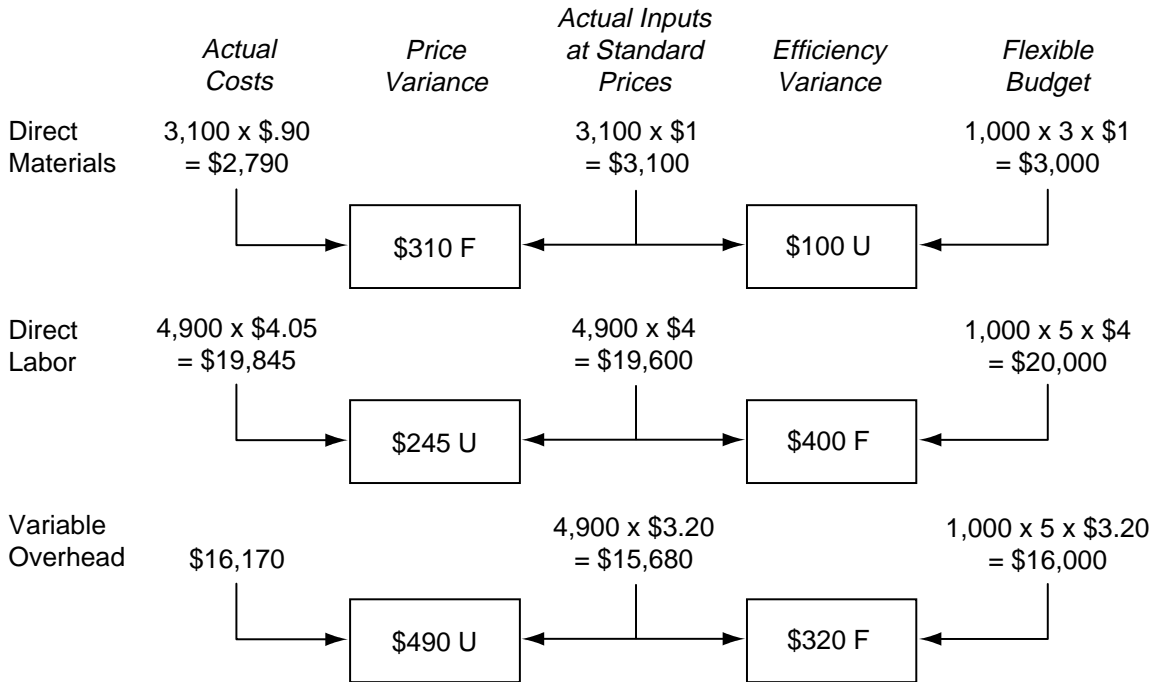 Actual
Costs
Price
Variance
Actual Inputs
at Standard
Prices
Efficiency
Variance
Flexible
Budget
Direct
Materials
3,100 x $.90
= $2,790
3,100 x $1
= $3,100
1,000 x 3 x $1
= $3,000
$310 F
$100 U
Direct
Labor
4,900 x $4.05
= $19,845
4,900 x $4
= $19,600
1,000 x 5 x $4
= $20,000
$245 U
$400 F
Variable
Overhead
$16,170
4,900 x $3.20
= $15,680
1,000 x 5 x $3.20
= $16,000
$490 U
$320 F